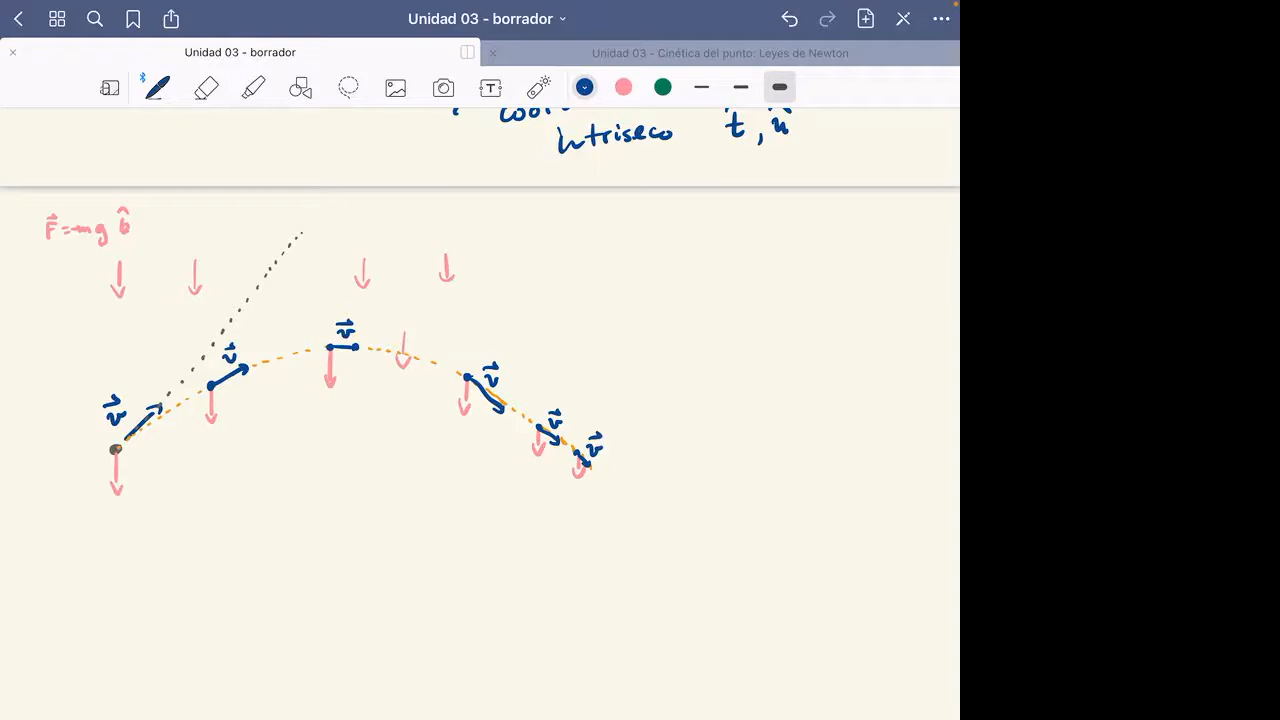 Unidad 03 - borrador
Unidad 03 - borrador
Unidad 03 - Cinética del punto: Leyes de Newton
Intriseco t, n
F⃗ = mg
v⃗
v⃗
v⃗
v⃗
v⃗
v⃗